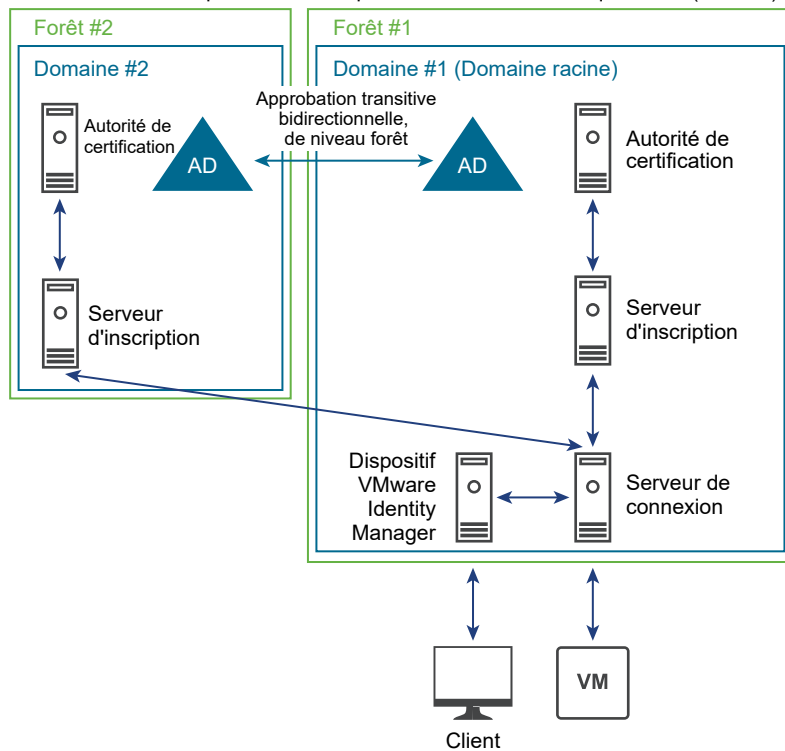 Forêt #2
Forêt #1
Domaine #2
Domaine #1 (Domaine racine)
Approbation transitive
bidirectionnelle,
de niveau forêt
Autorité de
certification
AD
AD
Autorité de
certification
Serveur
d'inscription
Serveur
d'inscription
Dispositif
VMware
Identity
Manager
Serveur de
connexion
VM
Client